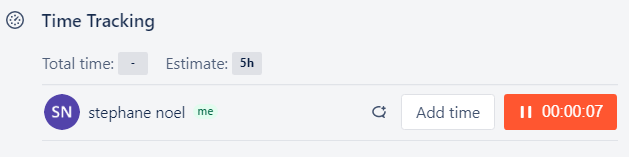 Time Tracking
Total time: - Estimate: 5h
SN stephane noel me Add time 00:00:07